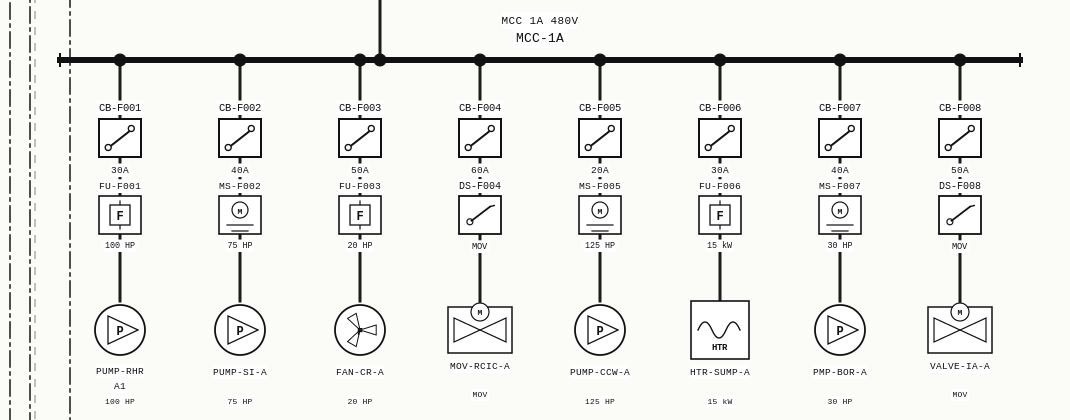 MCC 1A 480V
MCC-1A
CB-F001 CB-F002 CB-F003 CB-F004 CB-F005 CB-F006 CB-F007 CB-F008
30A 40A 50A 60A 20A 30A 40A 50A
FU-F001 MS-F002 FU-F003 DS-F004 MS-F005 FU-F006 MS-F007 DS-F008
F M F M F M
100 HP 75 HP 20 HP MOV 125 HP 15 kW 30 HP MOV
M M
P P P P
HTR
PUMP-RHR PUMP-SI-A FAN-CR-A MOV-RCIC-A PUMP-CCW-A HTR-SUMP-A PMP-BOR-A VALVE-IA-A
A1
100 HP 75 HP 20 HP MOV 125 HP 15 kW 30 HP MOV